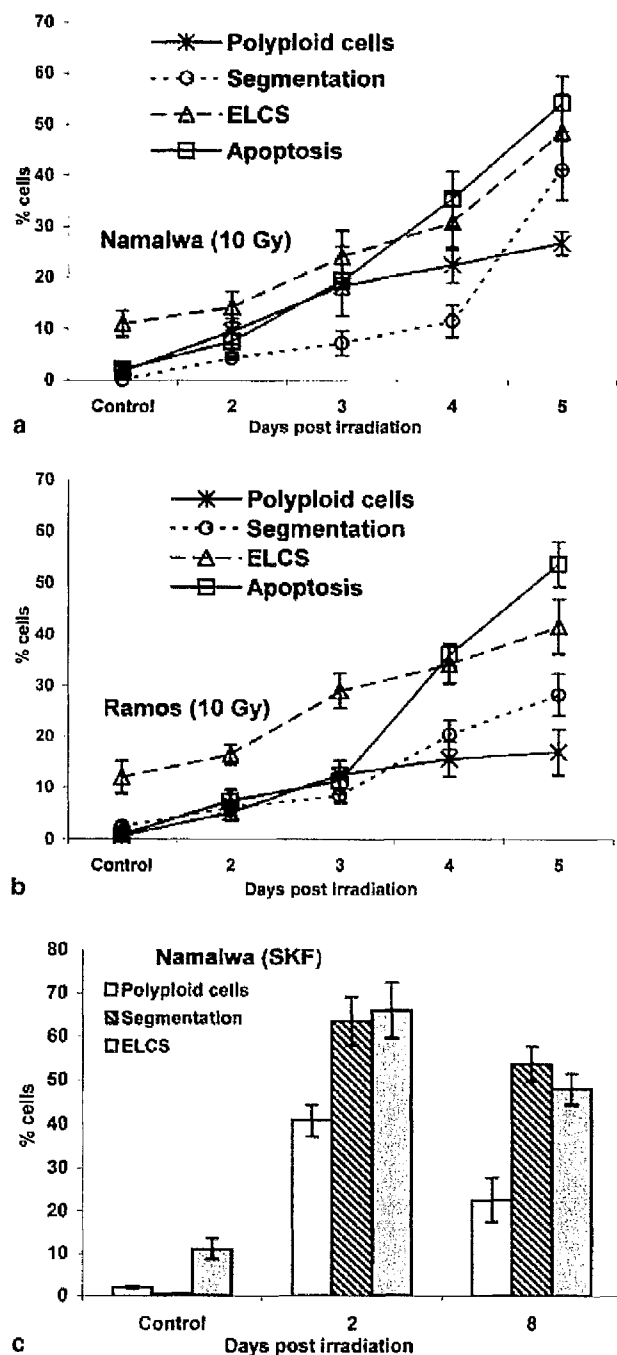 70
60
50
40
30
20
10
0
% cells
Polyploid cells
Segmentation
ELCS
Apoptosis
Namalwa (10 Gy)
Control 2 3 4 5
Days post irradiation
a
70
60
50
40
30
20
10
0
% cells
Polyploid cells
Segmentation
ELCS
Apoptosis
Ramos (10 Gy)
Control 2 3 4 5
Days post irradiation
b
80
70
60
50
40
30
20
10
0
% cells
Namalwa (SKF)
Polyploid cells
Segmentation
ELCS
Control 2 8
Days post irradiation
c